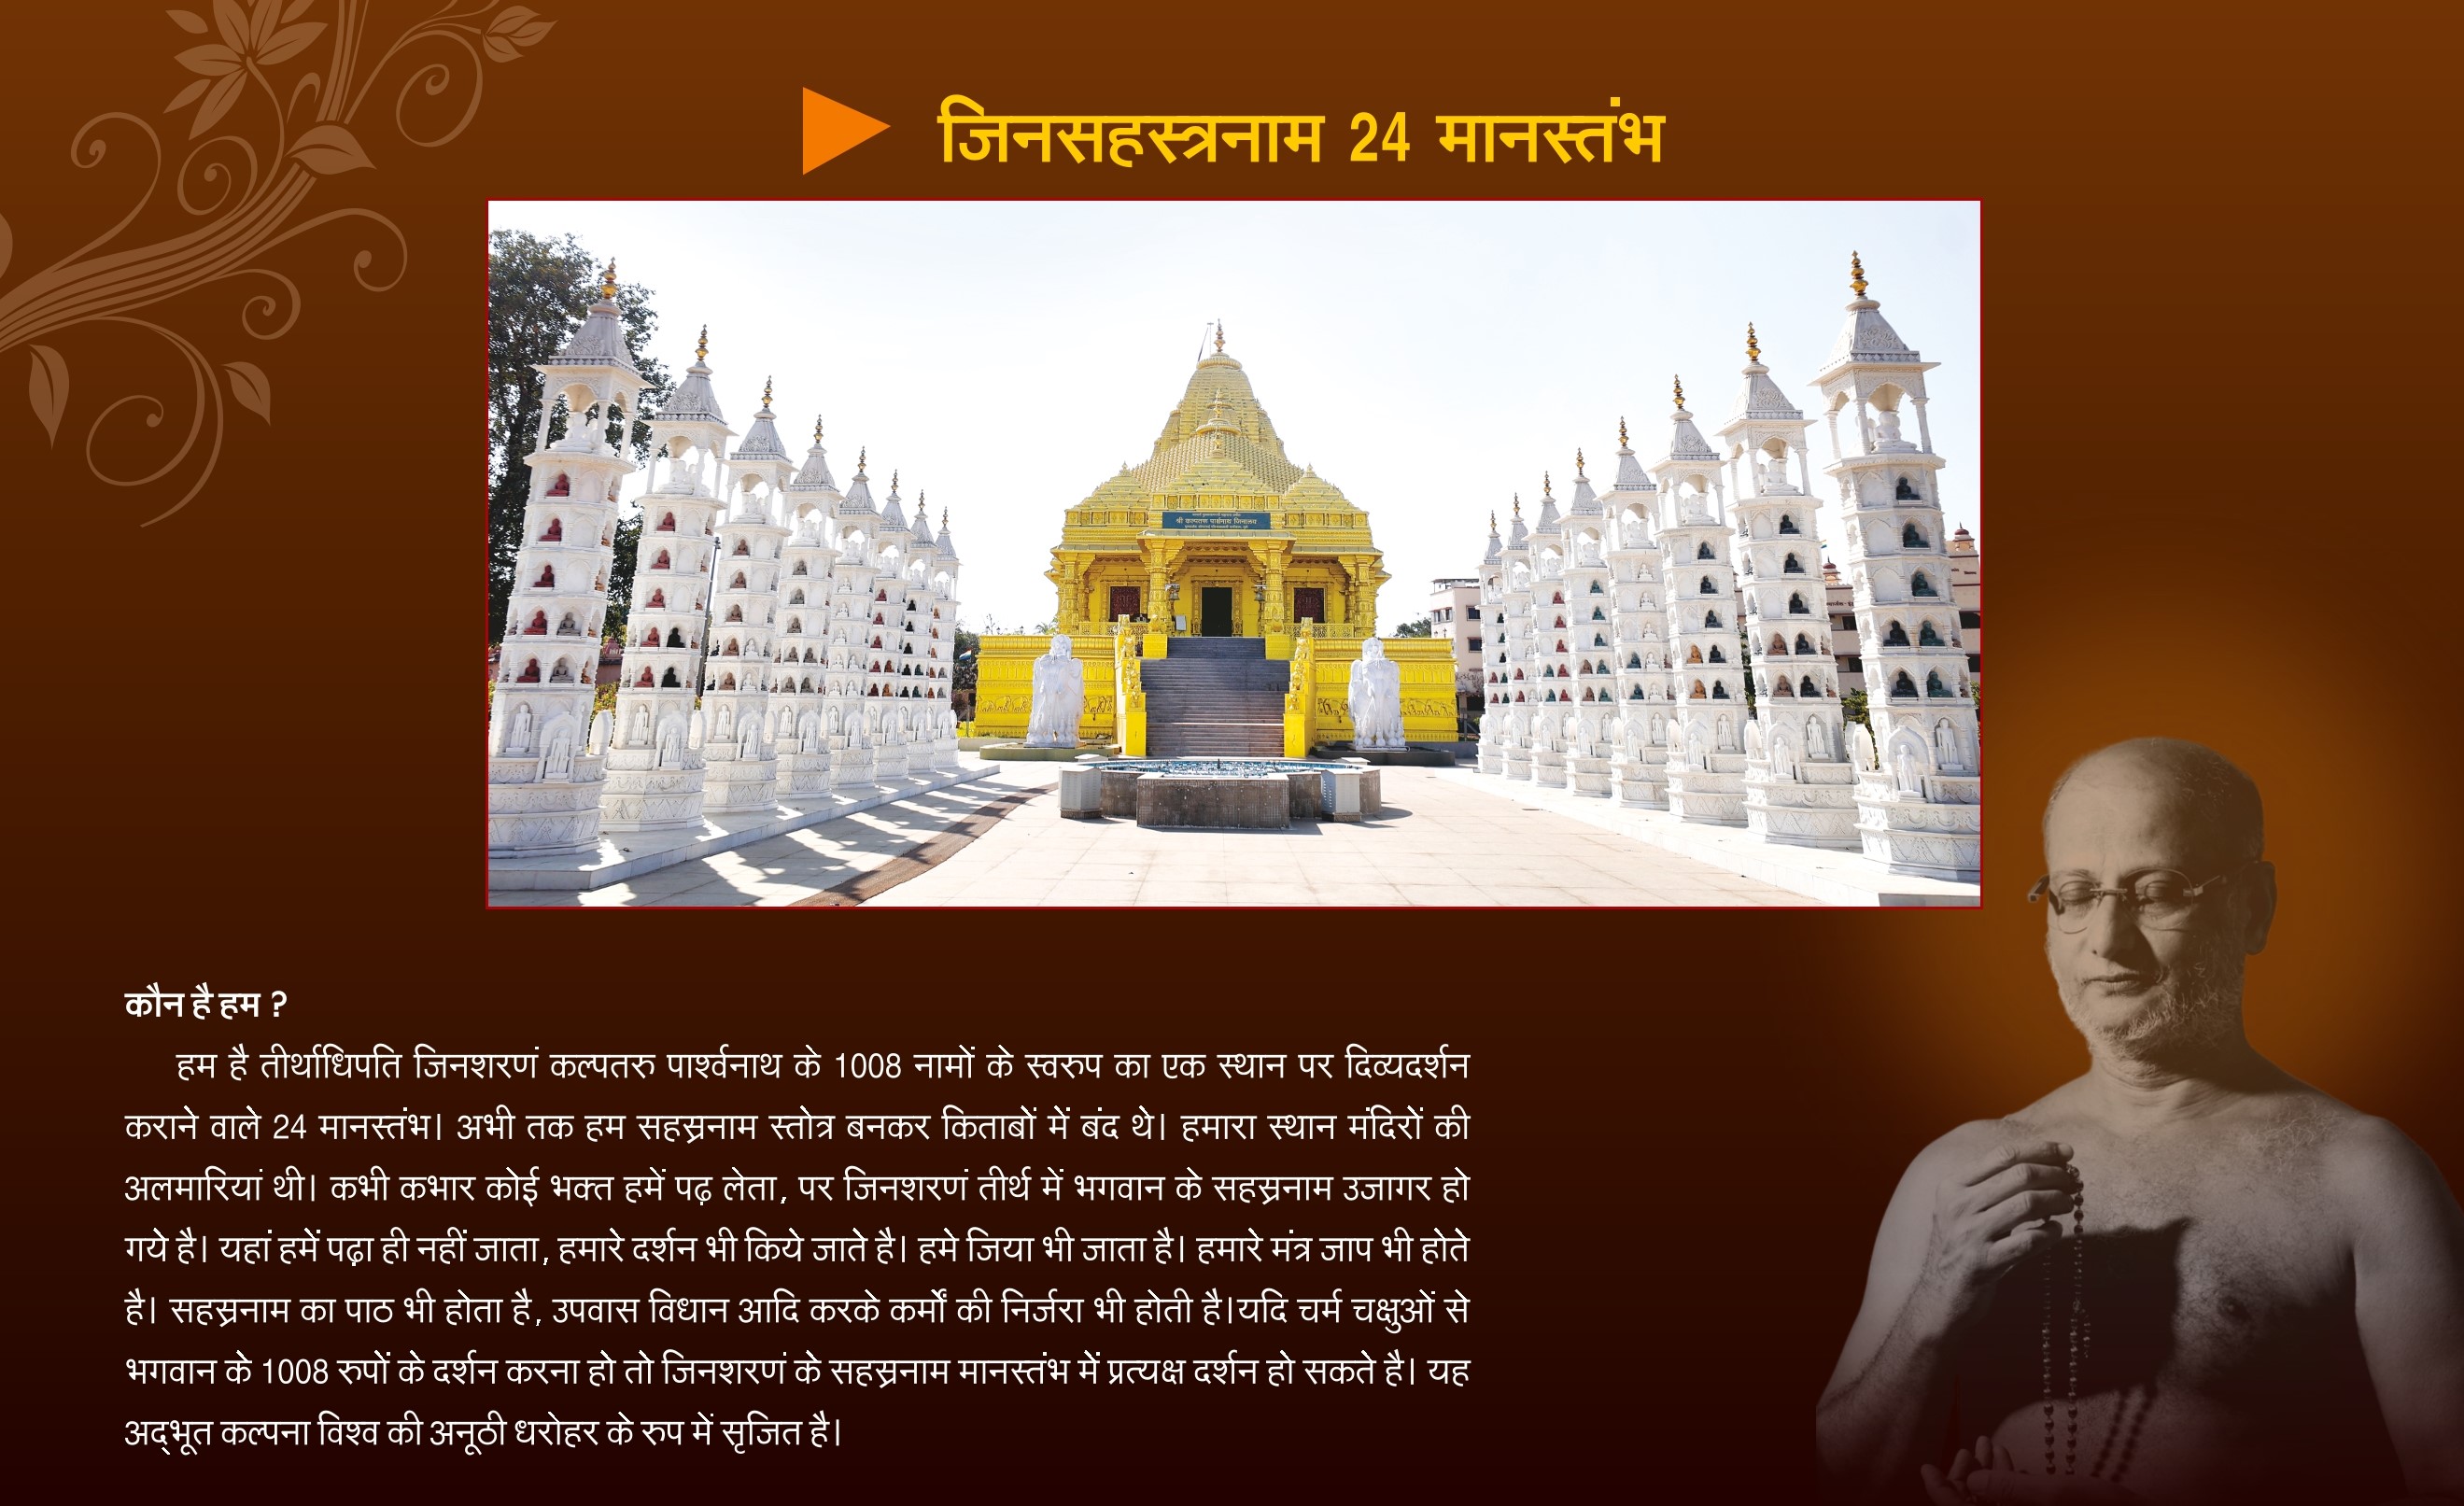 जिनसहस्त्रनाम 24 मानस्तंभ
श्री कल्पतरू पार्श्वनाथ जिनालय
कौन है हम ?
हम है तीर्थाधिपति जिनशरणं कल्पतरु पार्श्वनाथ के 1008 नामों के स्वरुप का एक स्थान पर दिव्यदर्शन
कराने वाले 24 मानस्तंभ। अभी तक हम सहस्रनाम स्तोत्र बनकर किताबों में बंद थे। हमारा स्थान मंदिरों की
अलमारियां थी। कभी कभार कोई भक्त हमें पढ़ लेता, पर जिनशरणं तीर्थ में भगवान के सहस्रनाम उजागर हो
गये है। यहां हमें पढ़ा ही नहीं जाता, हमारे दर्शन भी किये जाते है। हमे जिया भी जाता है। हमारे मंत्र जाप भी होते
है। सहस्रनाम का पाठ भी होता है, उपवास विधान आदि करके कर्मों की निर्जरा भी होती है।यदि चर्म चक्षुओं से
भगवान के 1008 रुपों के दर्शन करना हो तो जिनशरणं के सहस्रनाम मानस्तंभ में प्रत्यक्ष दर्शन हो सकते है। यह
अद्भूत कल्पना विश्व की अनूठी धरोहर के रुप में सृजित है।